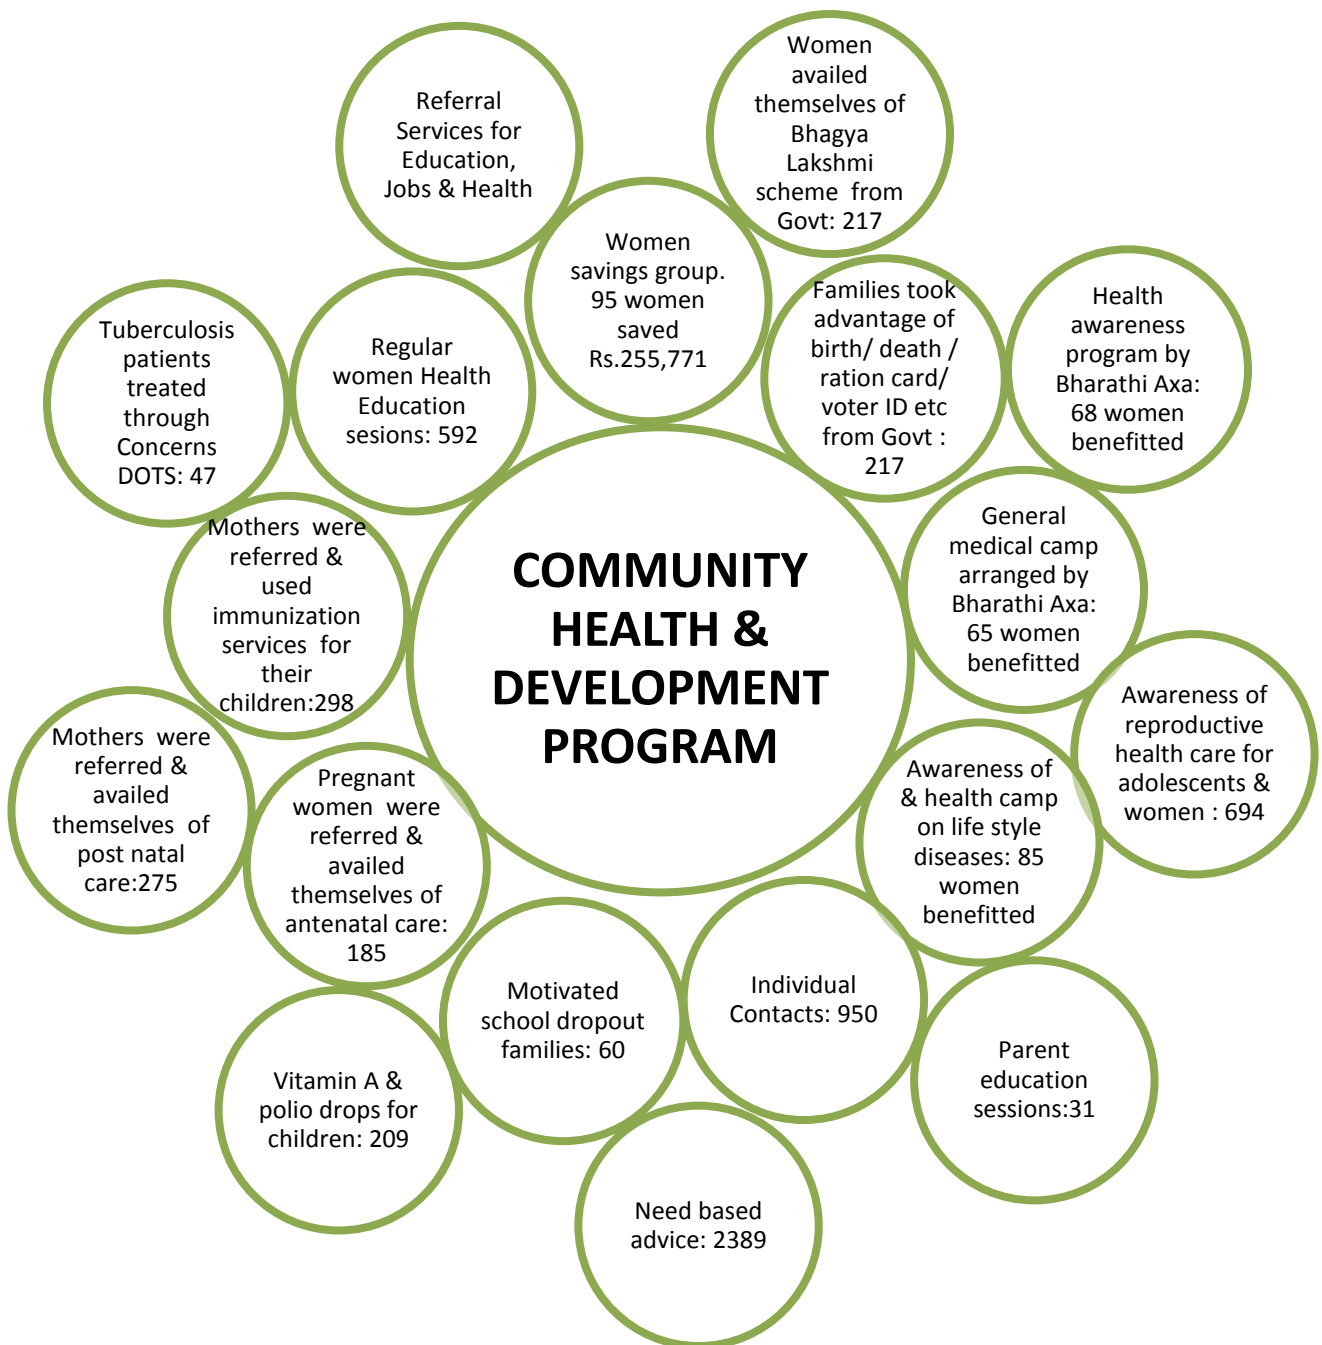 Referral
Services for
Education,
Jobs & Health
Women
availed
themselves of
Bhagya
Lakshmi
scheme from
Govt: 217
Women
savings group.
95 women
saved
Rs.255,771
Families took
advantage of
birth/ death /
ration card/
voter ID etc
from Govt :
217
Health
awareness
program by
Bharathi Axa:
68 women
benefitted
Tuberculosis
patients
treated
through
Concerns
DOTS: 47
Regular
women Health
Education
sesions: 592
General
medical camp
arranged by
Bharathi Axa:
65 women
benefitted
Mothers were
referred &
used
immunization
services for
their
children:298
COMMUNITY
HEALTH &
DEVELOPMENT
PROGRAM
Awareness of
reproductive
health care for
adolescents &
women : 694
Mothers were
referred &
availed
themselves of
post natal
care:275
Pregnant
women were
referred &
availed
themselves of
antenatal care:
185
Awareness of
& health camp
on life style
diseases: 85
women
benefitted
Motivated
school dropout
families: 60
Individual
Contacts: 950
Parent
education
sessions:31
Vitamin A &
polio drops for
children: 209
Need based
advice: 2389